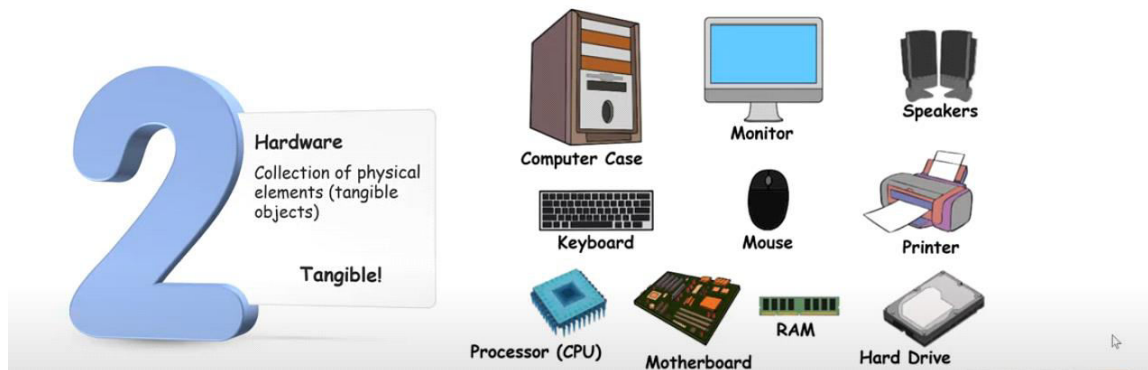 2
Hardware
Collection of physical
elements (tangible
objects)
Tangible!
Computer Case
Monitor
Speakers
Keyboard
Mouse
Printer
Processor (CPU)
Motherboard
RAM
Hard Drive